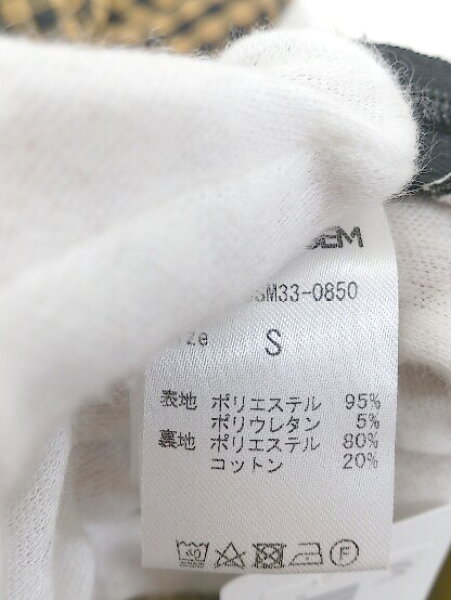 SM33-0850
S
表地 ポリエステル 95%
ポリウレタン 5%
裏地 ポリエステル 80%
コットン 20%
40 F